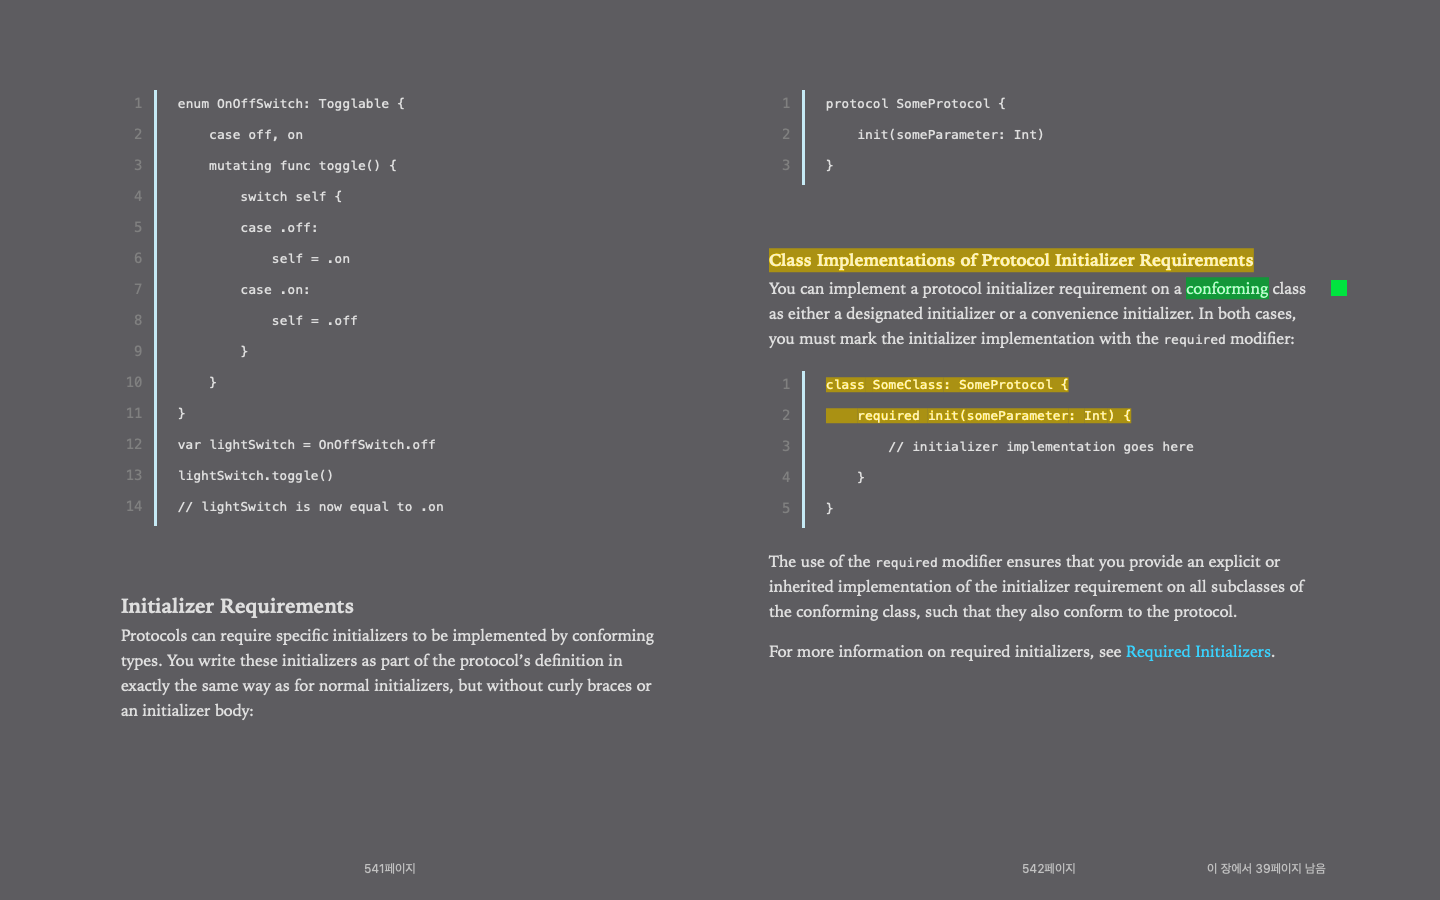 1 enum OnOffSwitch: Togglable {
2     case off, on
3     mutating func toggle() {
4         switch self {
5         case .off:
6             self = .on
7         case .on:
8             self = .off
9         }
10     }
11 }
12 var lightSwitch = OnOffSwitch.off
13 lightSwitch.toggle()
14 // lightSwitch is now equal to .on
Initializer Requirements
Protocols can require specific initializers to be implemented by conforming
types. You write these initializers as part of the protocol’s definition in
exactly the same way as for normal initializers, but without curly braces or
an initializer body:
541페이지
1 protocol SomeProtocol {
2     init(someParameter: Int)
3 }
Class Implementations of Protocol Initializer Requirements
You can implement a protocol initializer requirement on a conforming class
as either a designated initializer or a convenience initializer. In both cases,
you must mark the initializer implementation with the required modifier:
1 class SomeClass: SomeProtocol {
2     required init(someParameter: Int) {
3         // initializer implementation goes here
4     }
5 }
The use of the required modifier ensures that you provide an explicit or
inherited implementation of the initializer requirement on all subclasses of
the conforming class, such that they also conform to the protocol.
For more information on required initializers, see Required Initializers.
542페이지
이 장에서 39페이지 남음